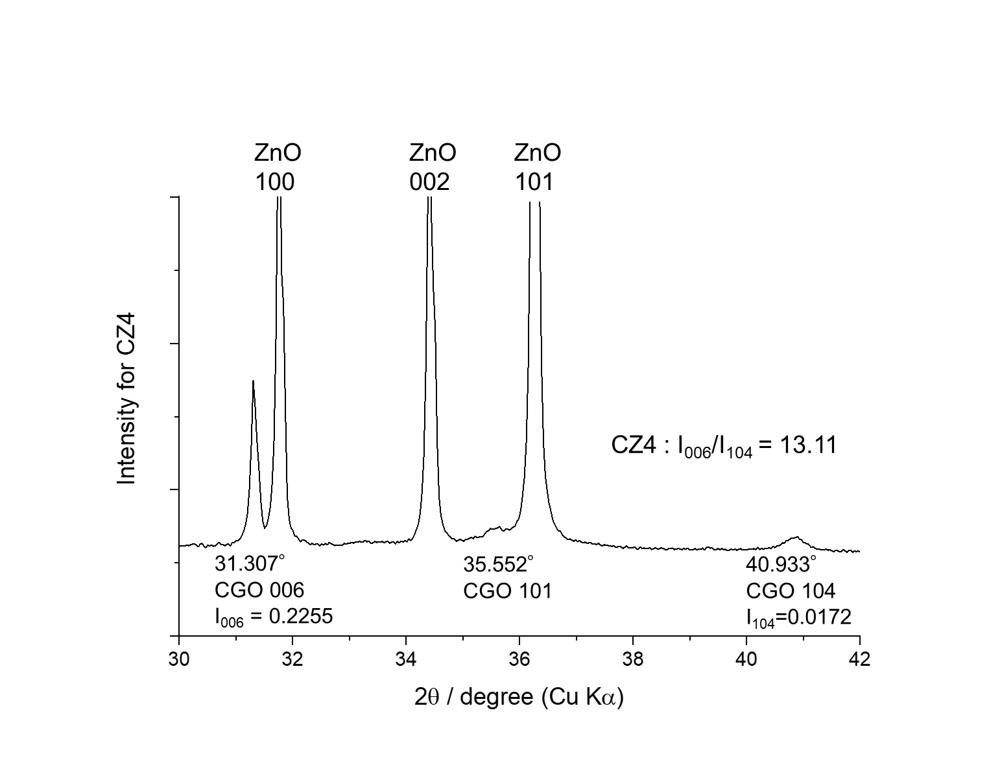 ZnO ZnO ZnO
100 002 101
Intensity for CZ4
CZ4 : I₀₀₆/I₁₀₄ = 13.11
31.307° 35.552° 40.933°
CGO 006 CGO 101 CGO 104
I₀₀₆ = 0.2255 I₁₀₄=0.0172
30 32 34 36 38 40 42
2θ / degree (Cu Kα)